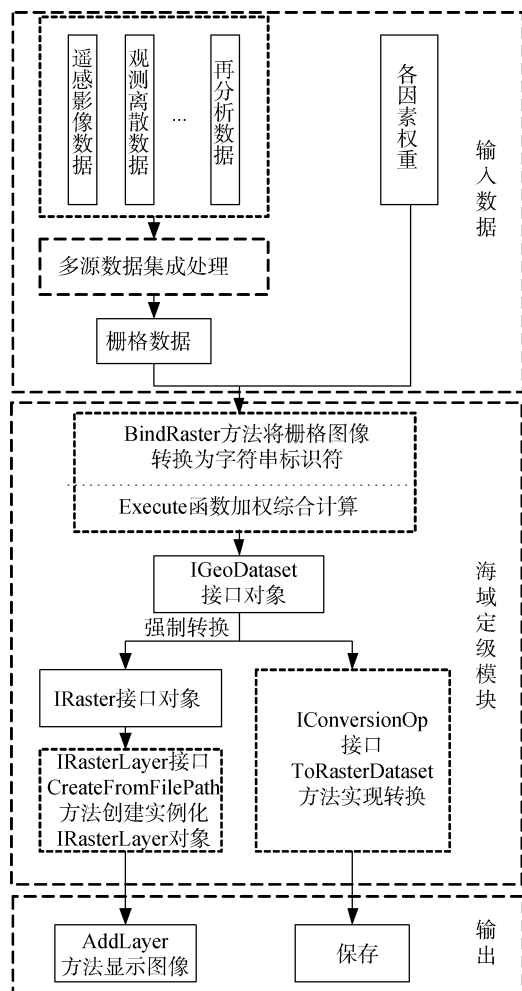 遥感影像数据
观测离散数据
...
再分析数据
各因素权重
输入数据
多源数据集成处理
栅格数据
BindRaster方法将栅格图像
转换为字符串标识符
Execute函数加权综合计算
IGeoDataset
接口对象
海域定级模块
强制转换
IRaster接口对象
IRasterLayer接口
CreateFromFilePath
方法创建实例化
IRasterLayer对象
IConversionOp
接口
ToRasterDataset
方法实现转换
AddLayer
方法显示图像
保存
输出